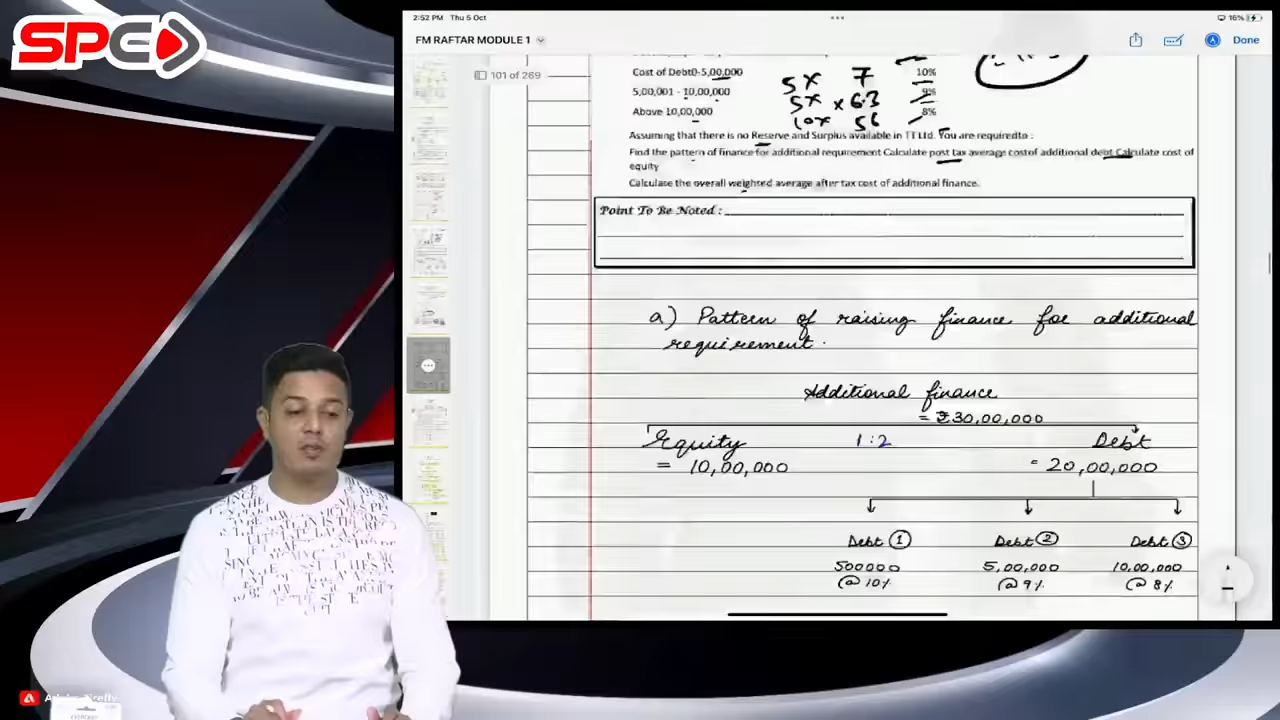 SPED
2:52 PM Thu 5 Oct
16%
FM RAFTAR MODULE 1
Done
101 of 269
Cost of Debt0-5,00,000 5x 7 10%
5,00,001 - 10,00,000 5x x 6.3 9%
Above 10,00,000 10x 5.6 8%
Assuming that there is no Reserve and Surplus available in TT Ltd. You are requiredto :
Find the pattern of finance for additional requirement Calculate post tax average costof additional debt Calculate cost of
equity
Calculate the overall weighted average after tax cost of additional finance.
Point To Be Noted :
a) Pattern of raising finance for additional
requirement.
Additional finance
= ₹30,00,000
Equity 1:2 Debt
= 10,00,000 = 20,00,000
Debt 1 Debt 2 Debt 3
500000 5,00,000 10,00,000
@ 10% @ 9% @ 8%